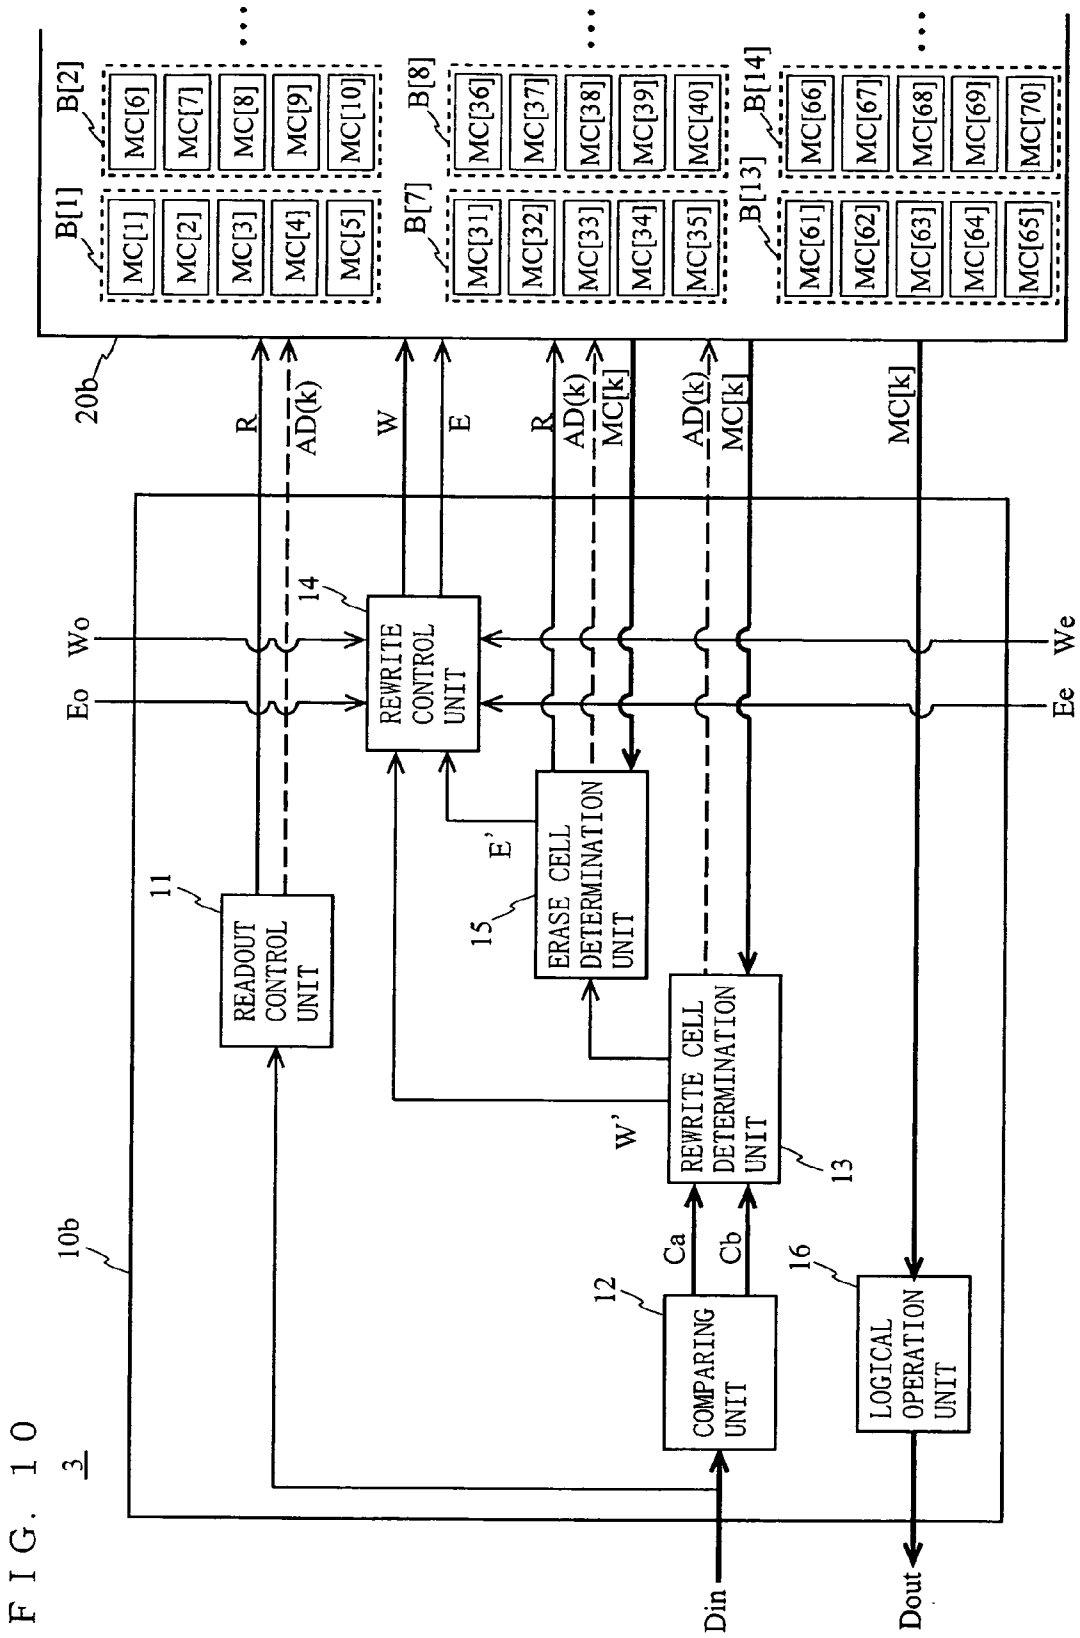 FIG. 10
3
10b
20b
Eo
Wo
11
READOUT
CONTROL
UNIT
R
AD(k)
14
REWRITE
CONTROL
UNIT
W
E
E'
15
ERASE CELL
DETERMINATION
UNIT
R
AD(k)
MC[k]
W'
REWRITE CELL
DETERMINATION
UNIT
13
AD(k)
MC[k]
Ca
Cb
12
COMPARING
UNIT
Din
16
LOGICAL
OPERATION
UNIT
MC[k]
Dout
Ee
We
B[1]
MC[1]
MC[2]
MC[3]
MC[4]
MC[5]
B[2]
MC[6]
MC[7]
MC[8]
MC[9]
MC[10]
B[7]
MC[31]
MC[32]
MC[33]
MC[34]
MC[35]
B[8]
MC[36]
MC[37]
MC[38]
MC[39]
MC[40]
B[13]
MC[61]
MC[62]
MC[63]
MC[64]
MC[65]
B[14]
MC[66]
MC[67]
MC[68]
MC[69]
MC[70]